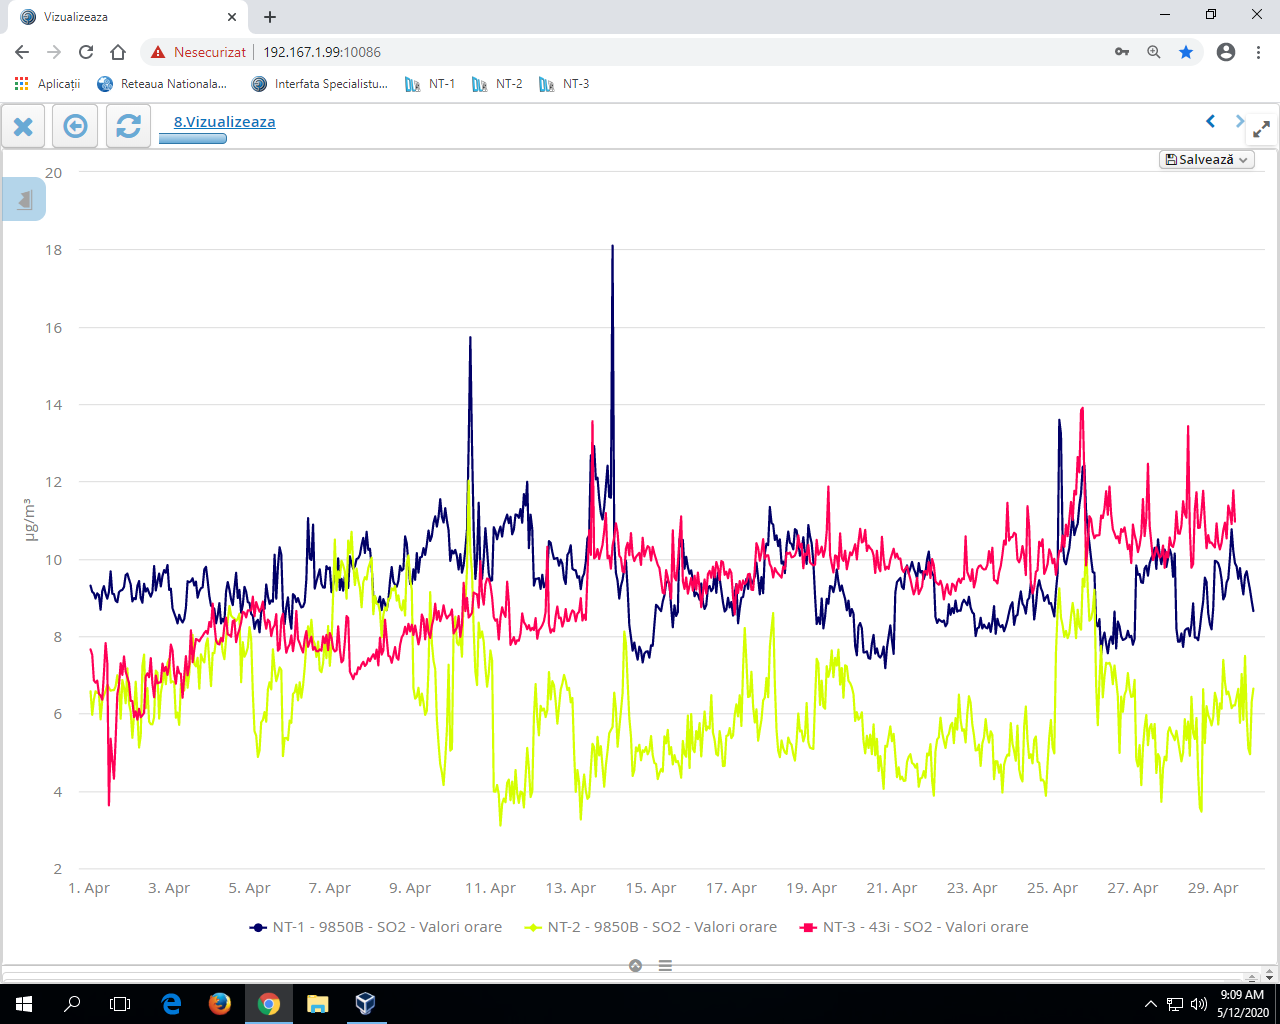 Vizualizeaza
Nesecurizat 192.167.1.99:10086
Aplicații Reteaua Nationala... Interfata Specialistu... NT-1 NT-2 NT-3
8.Vizualizeaza
Salvează
20
18
16
14
12
10
8
6
4
2
µg/m³
1. Apr 3. Apr 5. Apr 7. Apr 9. Apr 11. Apr 13. Apr 15. Apr 17. Apr 19. Apr 21. Apr 23. Apr 25. Apr 27. Apr 29. Apr
NT-1 - 9850B - SO2 - Valori orare NT-2 - 9850B - SO2 - Valori orare NT-3 - 43i - SO2 - Valori orare
9:09 AM
5/12/2020